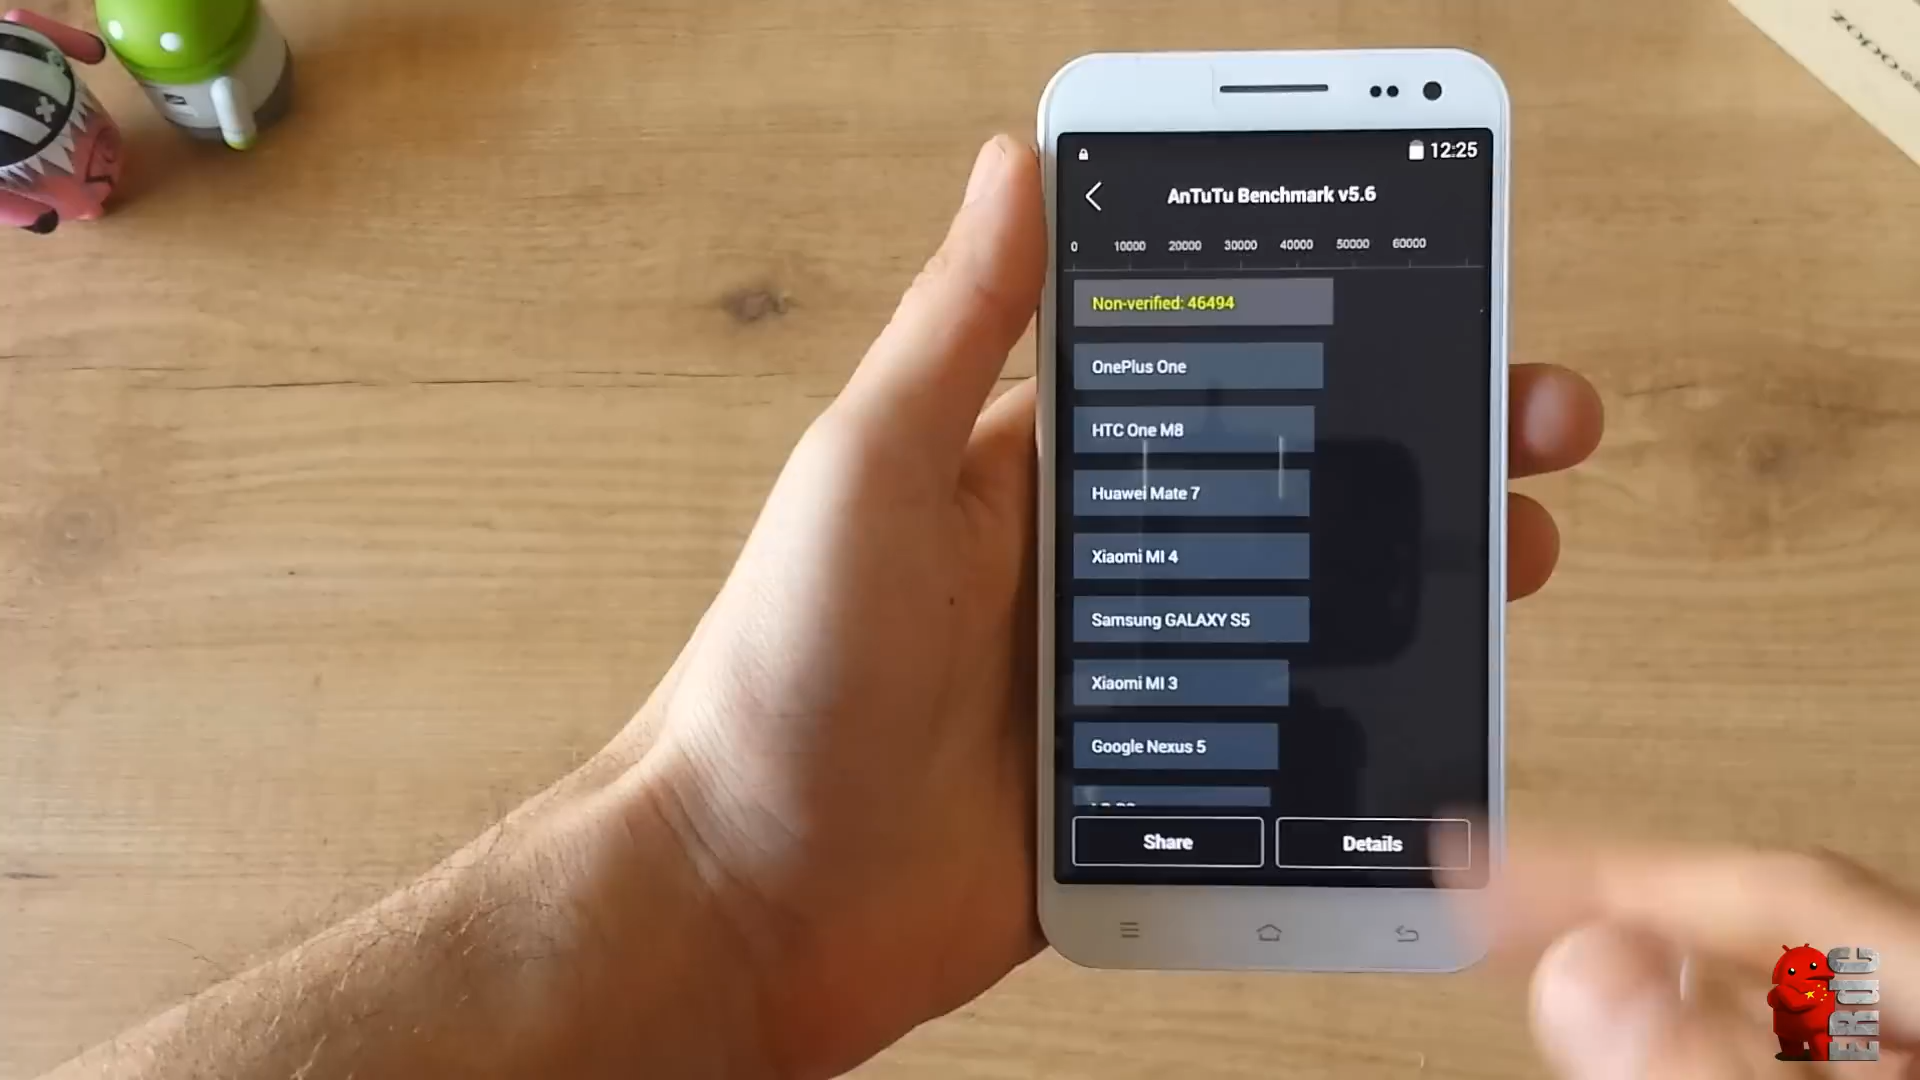 zopo
12:25
AnTuTu Benchmark v5.6
0 10000 20000 30000 40000 50000 60000
Non-verified: 46494
OnePlus One
HTC One M8
Huawei Mate 7
Xiaomi MI 4
Samsung GALAXY S5
Xiaomi MI 3
Google Nexus 5
Share
Details
ERdC